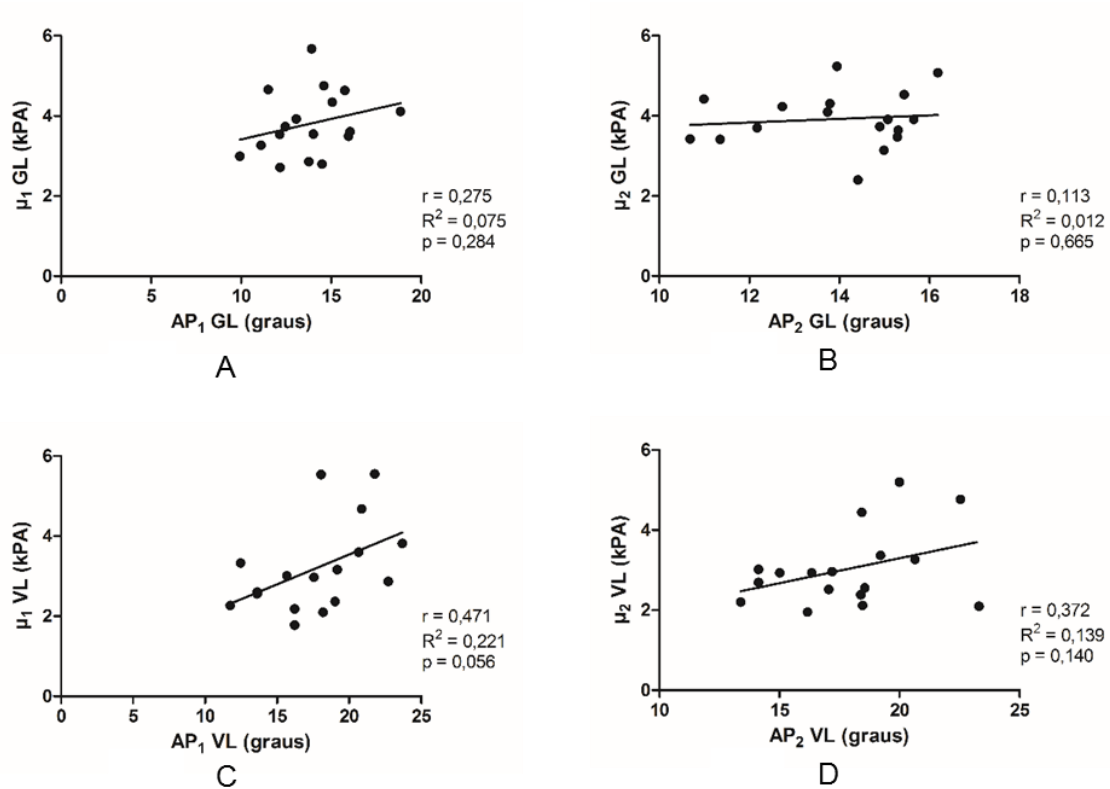 6
4
2
0
µ1 GL (kPA)
r = 0,275
R2 = 0,075
p = 0,284
0 5 10 15 20
AP1 GL (graus)
A
6
4
2
0
µ2 GL (kPA)
r = 0,113
R2 = 0,012
p = 0,665
10 12 14 16 18
AP2 GL (graus)
B
6
4
2
0
µ1 VL (kPA)
r = 0,471
R2 = 0,221
p = 0,056
0 5 10 15 20 25
AP1 VL (graus)
C
6
4
2
0
µ2 VL (kPA)
r = 0,372
R2 = 0,139
p = 0,140
10 15 20 25
AP2 VL (graus)
D